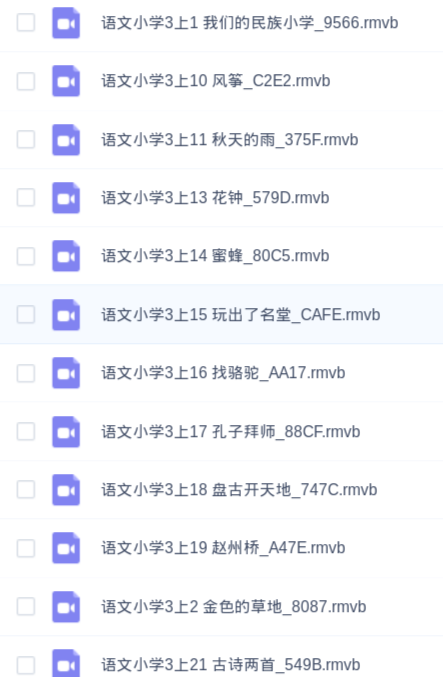 语文小学3上1 我们的民族小学_9566.rmvb
语文小学3上10 风筝_C2E2.rmvb
语文小学3上11 秋天的雨_375F.rmvb
语文小学3上13 花钟_579D.rmvb
语文小学3上14 蜜蜂_80C5.rmvb
语文小学3上15 玩出了名堂_CAFE.rmvb
语文小学3上16 找骆驼_AA17.rmvb
语文小学3上17 孔子拜师_88CF.rmvb
语文小学3上18 盘古开天地_747C.rmvb
语文小学3上19 赵州桥_A47E.rmvb
语文小学3上2 金色的草地_8087.rmvb
语文小学3上21 古诗两首_549B.rmvb